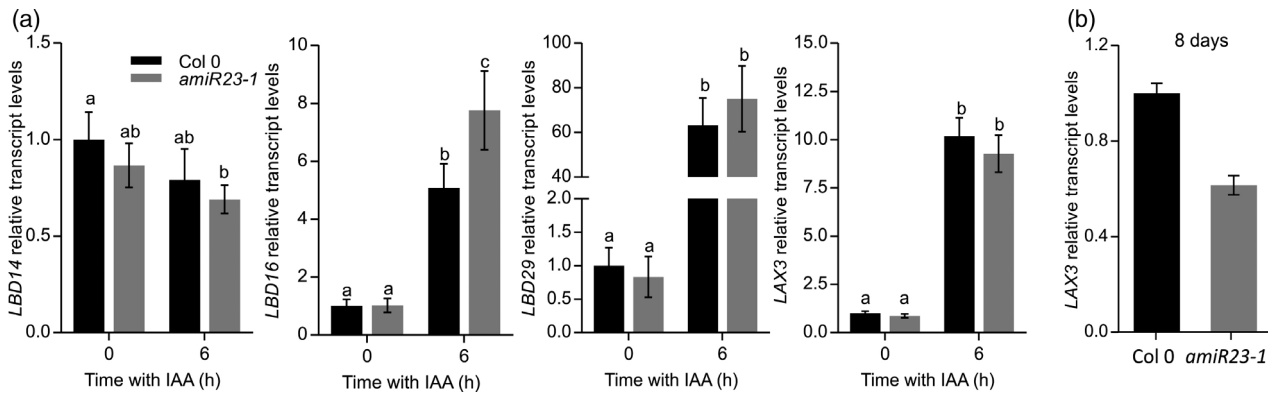 (a)
LBD14 relative transcript levels
1.5
1.0
0.5
0.0
Col 0
amiR23-1
a
ab
ab
b
0
6
Time with IAA (h)
LBD16 relative transcript levels
10
8
6
4
2
0
a
a
b
c
0
6
Time with IAA (h)
LBD29 relative transcript levels
100
80
60
40
2.0
1.5
1.0
0.5
0.0
a
a
b
b
0
6
Time with IAA (h)
LAX3 relative transcript levels
15.0
12.5
10.0
7.5
5.0
2.5
0.0
a
a
b
b
0
6
Time with IAA (h)
(b)
8 days
LAX3 relative transcript levels
1.2
0.8
0.4
0.0
Col 0
amiR23-1